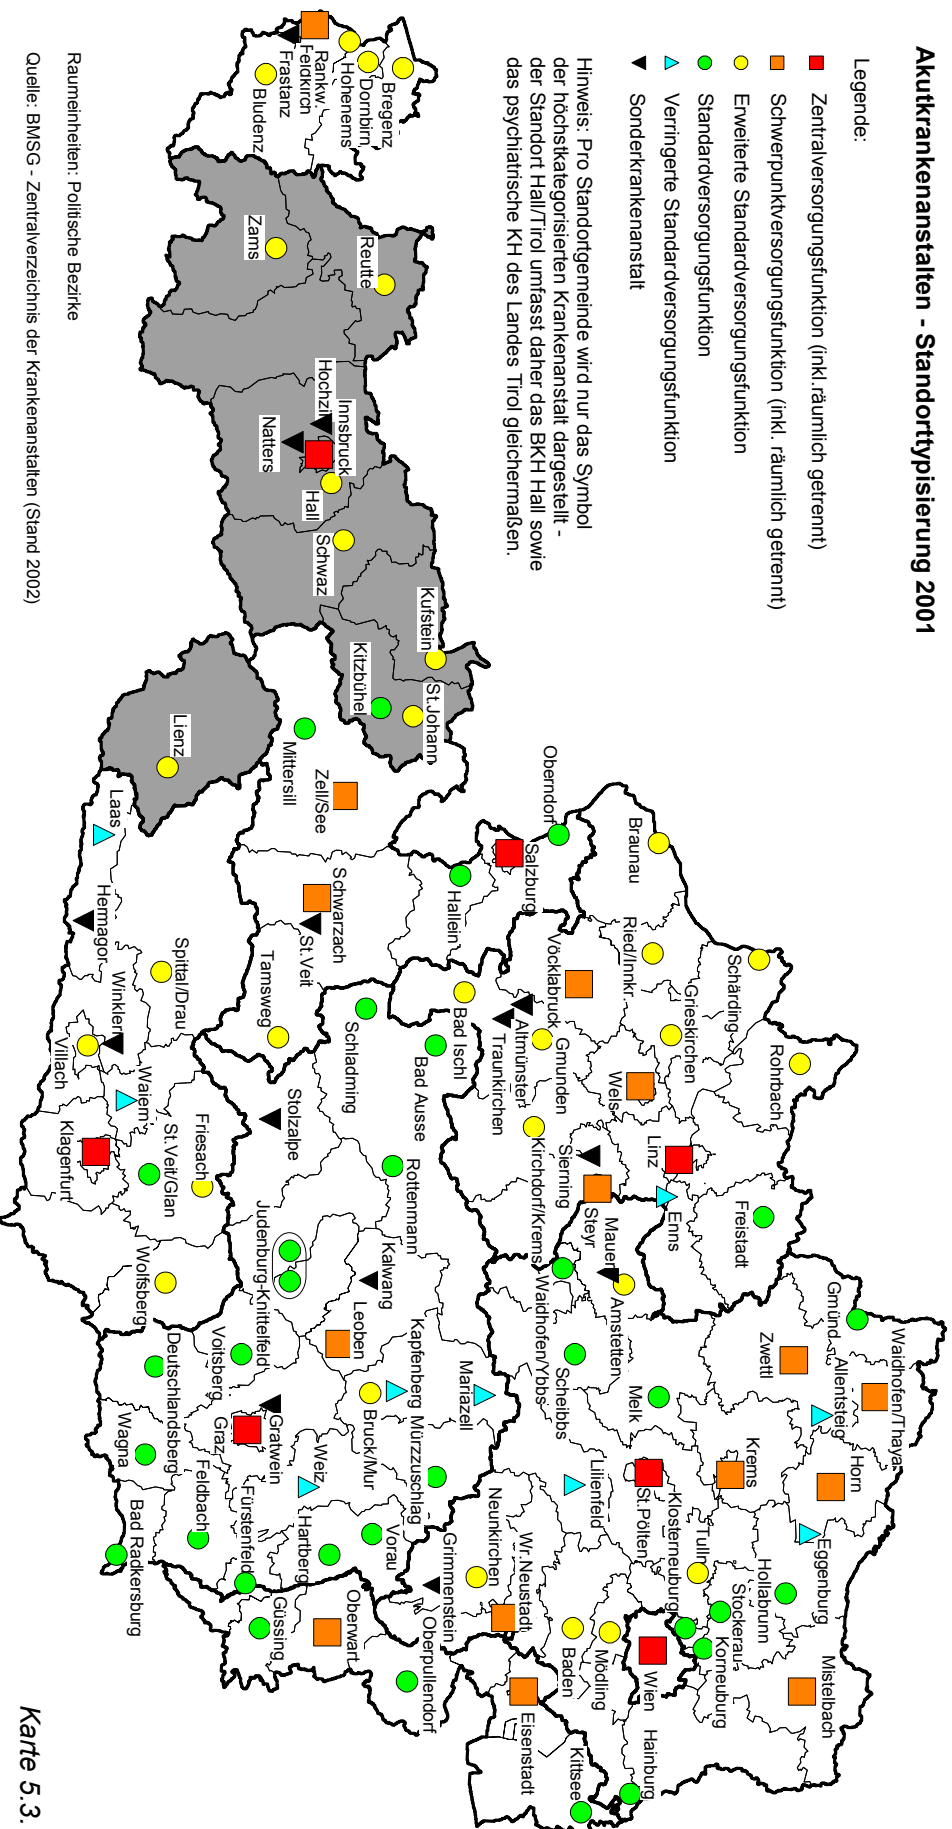 Akutkrankenanstalten - Standorttypisierung 2001
Legende:
Zentralversorgungsfunktion (inkl.räumlich getrennt)
Schwerpunktversorgungsfunktion (inkl. räumlich getrennt)
Erweiterte Standardversorgungsfunktion
Standardversorgungsfunktion
Verringerte Standardversorgungsfunktion
Sonderkrankenanstalt
Hinweis: Pro Standortgemeinde wird nur das Symbol
der höchstkategorisierten Krankenanstalt dargestellt -
der Standort Hall/Tirol umfasst daher das BKH Hall sowie
das psychiatrische KH des Landes Tirol gleichermaßen.
Bregenz
Dornbirn
Hohenems
Rankw.
Feldkirch
Frastanz
Bludenz
Reutte
Zams
Innsbruck
Hochzi
Natters
Hall
Schwaz
Kufstein
St.Johann
Kitzbühel
Lienz
Mittersill
Zell/See
Oberndorf
Salzburg
Hallein
Schwarzach
St.Veit
Tamsweg
Braunau
Ried/Innkr.
Schärding
Grieskirchen
Rohrbach
Vöcklabruck
Altmünster
Traunkirchen
Gmunden
Bad Ischl
Wels
Linz
Enns
Freistadt
Kirchdorf/Krems
Sierning
Steyr
Laas
Hermagor
Spittal/Drau
Winklern
Villach
Waiern
St.Veit/Glan
Friesach
Klagenfurt
Wolfsberg
Schladming
Bad Ausse
Stolzalpe
Rottenmann
Judenburg-Knittelfeld
Kalwang
Leoben
Kapfenberg
Bruck/Mur
Mariazell
Mürzzuschlag
Voitsberg
Deutschlandsberg
Wagna
Gratwein
Graz
Weiz
Feldbach
Fürstenfeld
Hartberg
Vorau
Bad Radkersburg
Mauer
Amstetten
Waidhofen/Ybbs
Scheibbs
Melk
Gmünd
Waidhofen/Thaya
Zwettl
Allentsteig
Horn
Krems
Eggenburg
St.Pölten
Lilienfeld
Hollabrunn
Tulln
Klosterneuburg
Stockerau
Korneuburg
Mistelbach
Wien
Mödling
Baden
Wr.Neustadt
Neunkirchen
Grimmenstein
Hainburg
Kittsee
Eisenstadt
Oberpullendorf
Oberwart
Güssing
Raumeinheiten: Politische Bezirke
Quelle: BMSG - Zentralverzeichnis der Krankenanstalten (Stand 2002)
Karte 5.3.